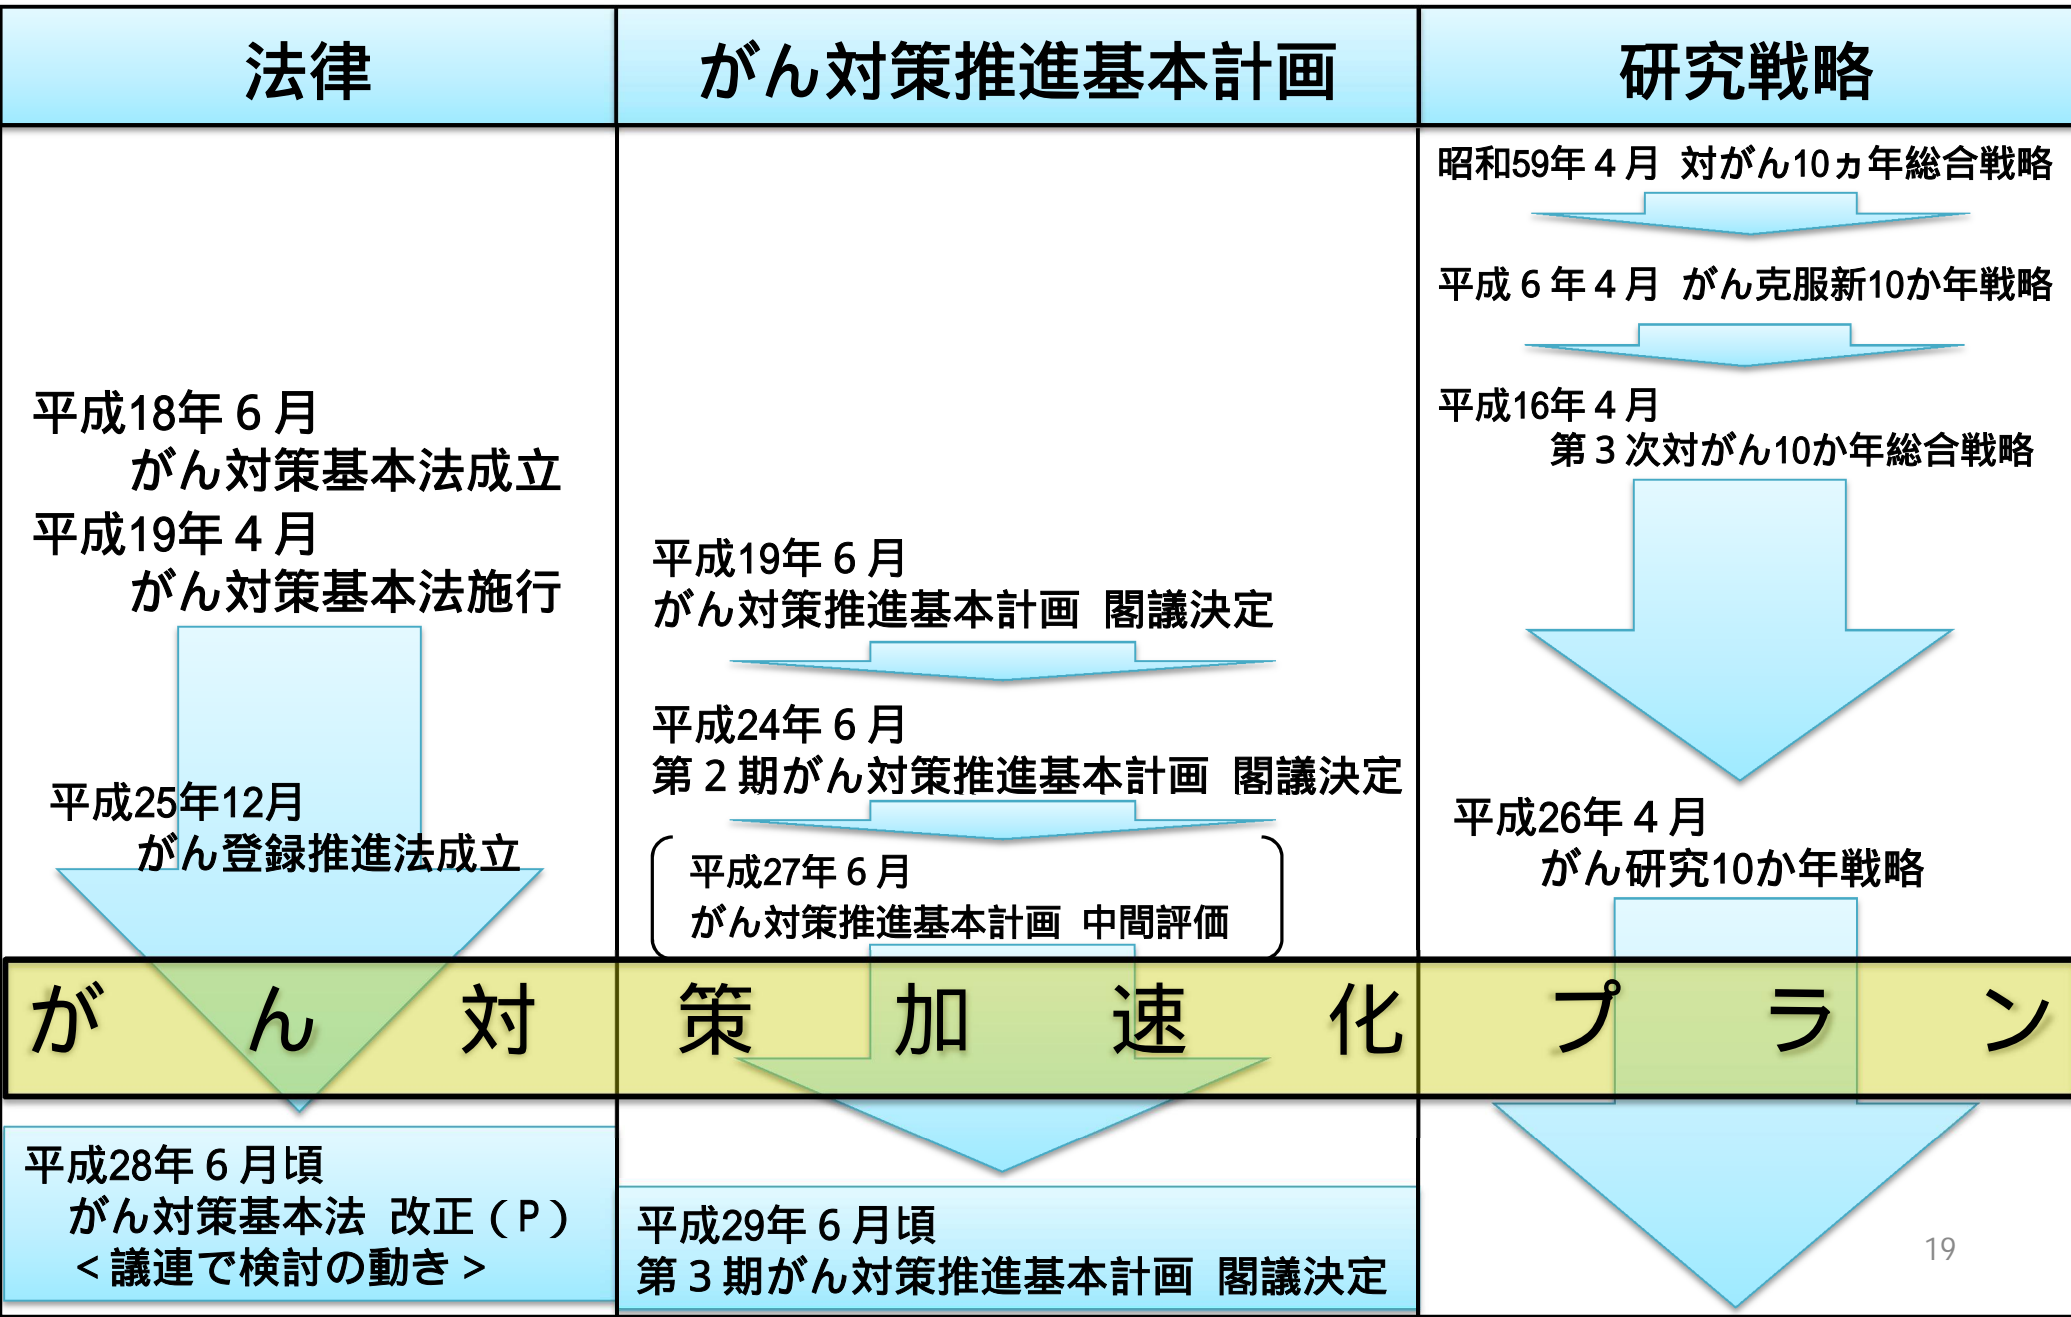 法律
がん対策推進基本計画
研究戦略
平成18年６月
がん対策基本法成立
平成19年４月
がん対策基本法施行
平成25年12月
がん登録推進法成立
平成19年６月
がん対策推進基本計画 閣議決定
平成24年６月
第２期がん対策推進基本計画 閣議決定
平成27年６月
がん対策推進基本計画 中間評価
昭和59年４月 対がん10ヵ年総合戦略
平成６年４月 がん克服新10か年戦略
平成16年４月
第３次対がん10か年総合戦略
平成26年４月
がん研究10か年戦略
がん対策加速化プラン
平成28年６月頃
がん対策基本法 改正（Ｐ）
＜議連で検討の動き＞
平成29年６月頃
第３期がん対策推進基本計画 閣議決定
19